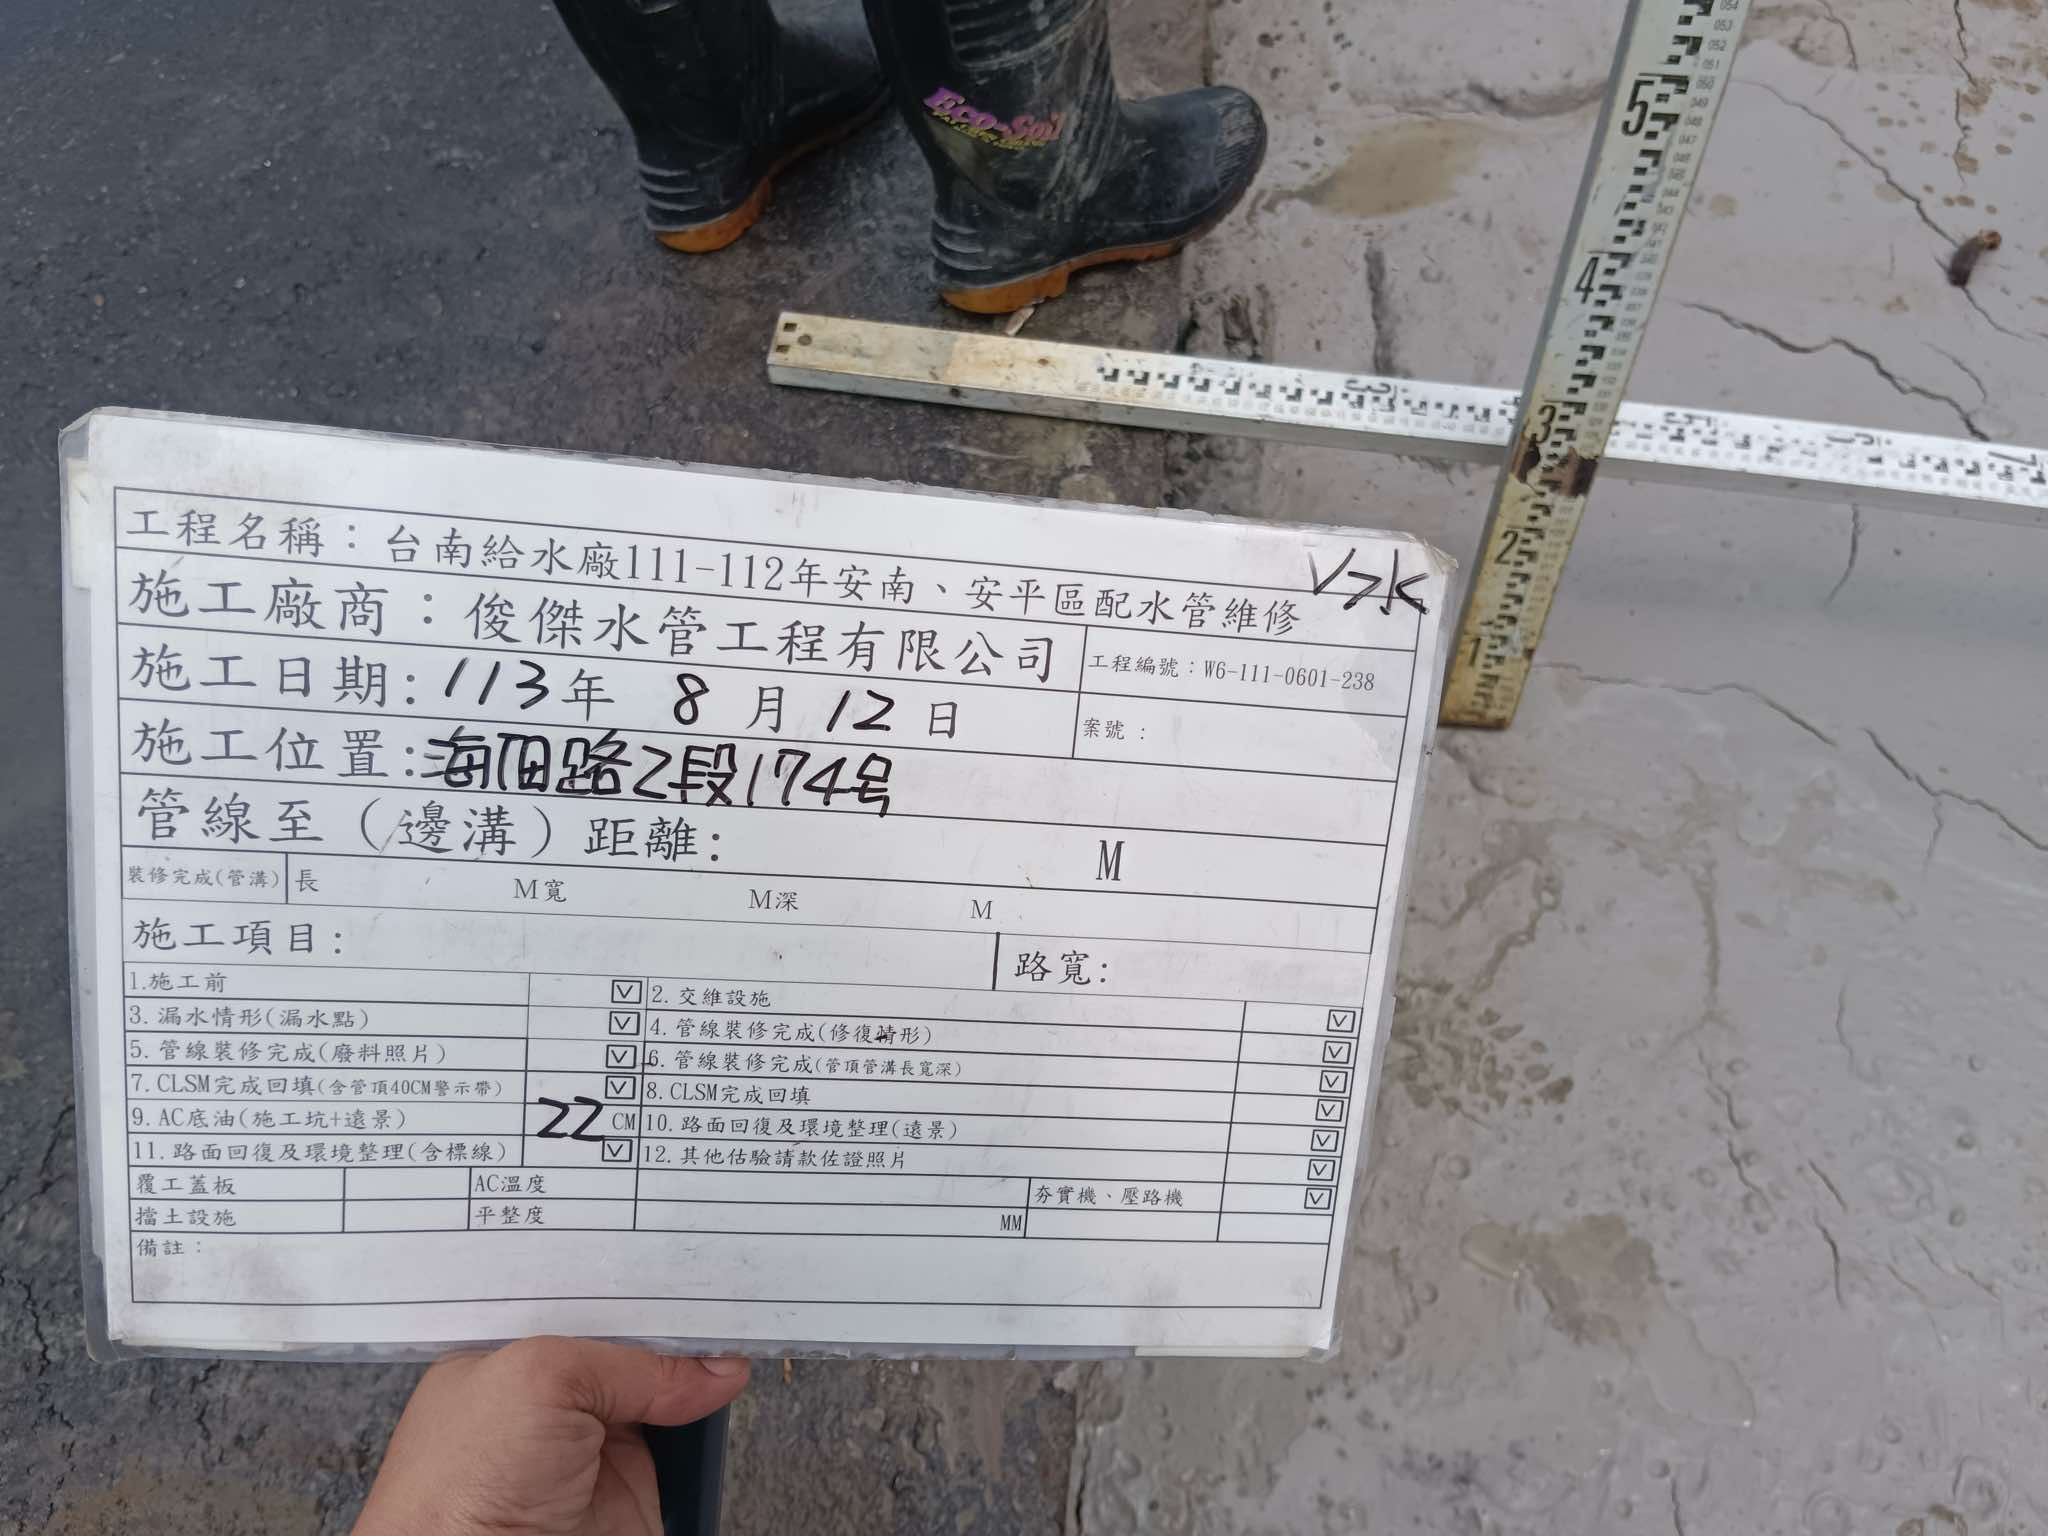 Eco-Soil
工程名稱：台南給水廠111-112年安南、安平區配水管維修
施工廠商：俊傑水管工程有限公司
工程編號：W6-111-0601-238
施工日期：113年 8月12日
案號：
施工位置：海佃路2段174号
管線至（邊溝）距離： M
裝修完成(管溝) 長 M寬 M深 M
施工項目： 路寬：
1.施工前 ☑ 2.交維設施 ☑
3.漏水情形(漏水點) ☑ 4.管線裝修完成(修復情形) ☑
5.管線裝修完成(廢料照片) ☑ 6.管線裝修完成(管頂管溝長寬深) ☑
7.CLSM完成回填(含管頂40CM警示帶) ☑ 8.CLSM完成回填 ☑
9.AC底油(施工坑+遠景) 22 CM 10.路面回復及環境整理(遠景) ☑
11.路面回復及環境整理(含標線) ☑ 12.其他估驗請款佐證照片 ☑
覆工蓋板 AC溫度 夯實機、壓路機 ☑
擋土設施 平整度 MM
備註：
5
4
3
2
1
3
5
6
7